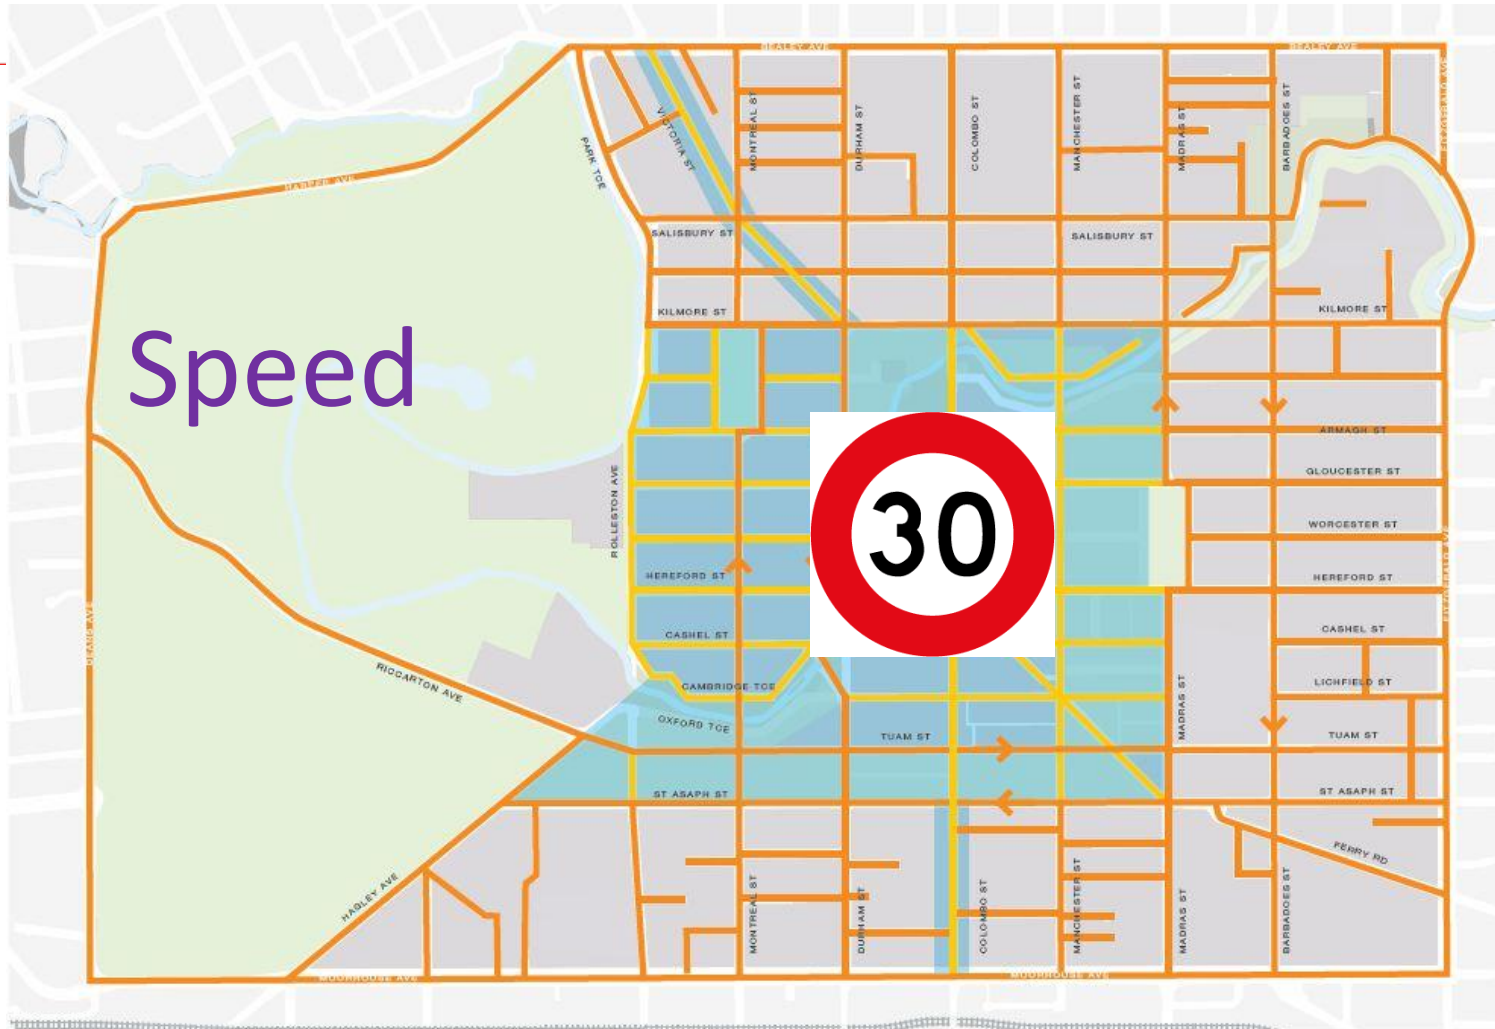 BEALEY AVE
BEALEY AVE
FITZGERALD AVE
VICTORIA ST
MONTREAL ST
DURHAM ST
COLOMBO ST
MANCHESTER ST
MADRAS ST
BARBADOES ST
PARK TCE
HARPER AVE
SALISBURY ST
SALISBURY ST
KILMORE ST
KILMORE ST
Speed
ARMAGH ST
GLOUCESTER ST
ROLLESTON AVE
30
WORCESTER ST
HEREFORD ST
HEREFORD ST
FITZGERALD AVE
DEANS AVE
CASHEL ST
CASHEL ST
RICCARTON AVE
CAMBRIDGE TCE
LICHFIELD ST
MADRAS ST
OXFORD TCE
TUAM ST
TUAM ST
ST ASAPH ST
ST ASAPH ST
FERRY RD
HAGLEY AVE
MONTREAL ST
DURHAM ST
COLOMBO ST
MANCHESTER ST
MADRAS ST
BARBADOES ST
MOORHOUSE AVE
MOORHOUSE AVE